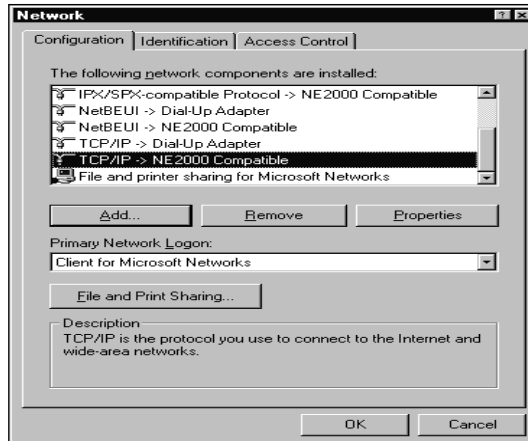 Network
Configuration Identification Access Control
The following network components are installed:
IPX/SPX-compatible Protocol -> NE2000 Compatible
NetBEUI -> Dial-Up Adapter
NetBEUI -> NE2000 Compatible
TCP/IP -> Dial-Up Adapter
TCP/IP -> NE2000 Compatible
File and printer sharing for Microsoft Networks
Add... Remove Properties
Primary Network Logon:
Client for Microsoft Networks
File and Print Sharing...
Description
TCP/IP is the protocol you use to connect to the Internet and
wide-area networks.
OK Cancel